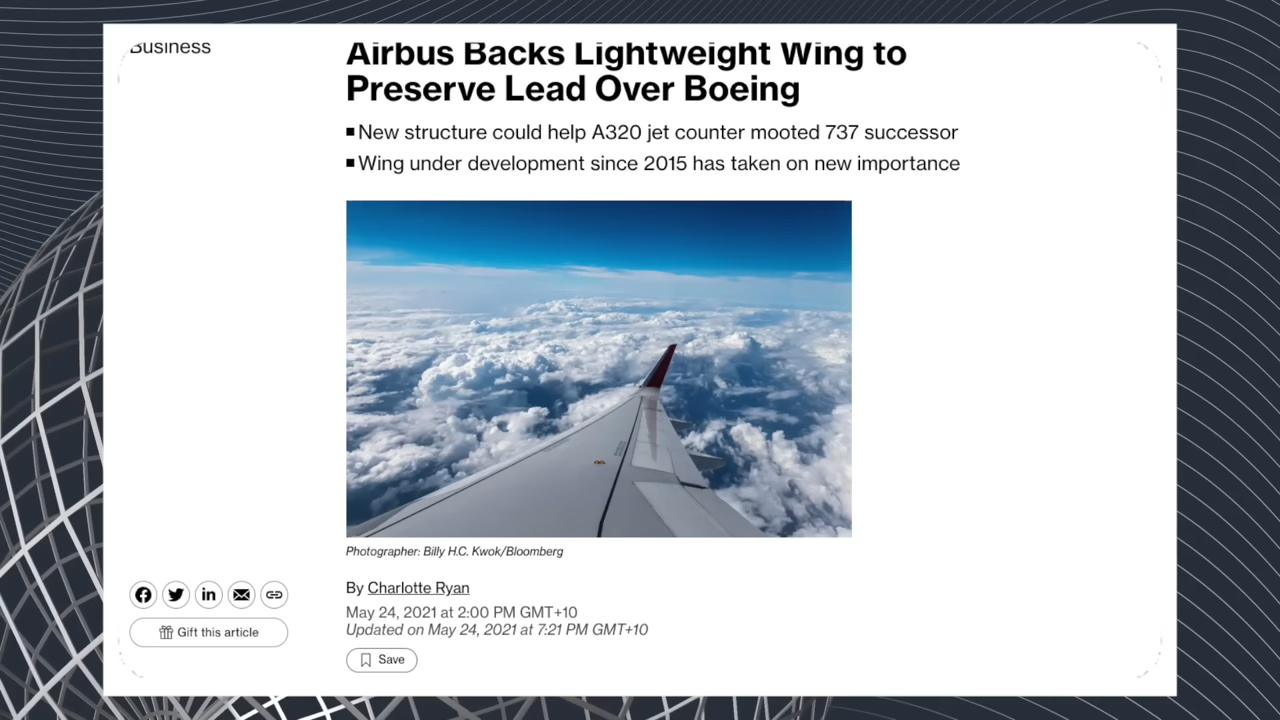 Business
Airbus Backs Lightweight Wing to
Preserve Lead Over Boeing
▪ New structure could help A320 jet counter mooted 737 successor
▪ Wing under development since 2015 has taken on new importance
Photographer: Billy H.C. Kwok/Bloomberg
By Charlotte Ryan
May 24, 2021 at 2:00 PM GMT+10
Updated on May 24, 2021 at 7:21 PM GMT+10
Gift this article
Save